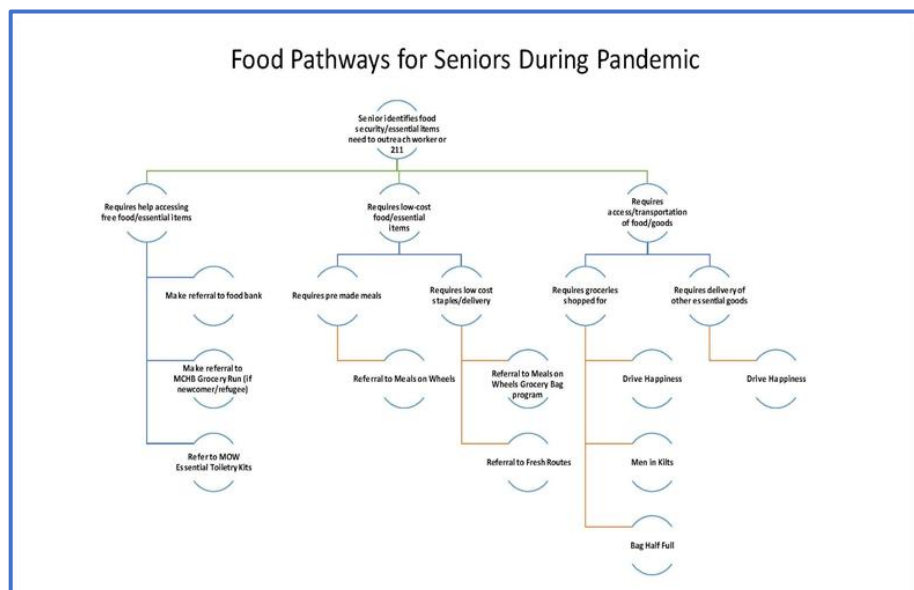 Food Pathways for Seniors During Pandemic
Senior identifies food
security/essential items
need to outreach worker or
211
Requires help accessing
free food/essential items
Requires low-cost
food/essential
items
Requires
access/transportation
of food/goods
Make referral to food bank
Requires pre made meals
Requires low cost
staples/delivery
Requires groceries
shopped for
Requires delivery of
other essential goods
Make referral to
MCHB Grocery Run (if
newcomer/refugee)
Referral to Meals on Wheels
Referral to Meals on
Wheels Grocery Bag
program
Drive Happiness
Drive Happiness
Refer to MOW
Essential Toiletry Kits
Referral to Fresh Routes
Men in Kilts
Bag Half Full